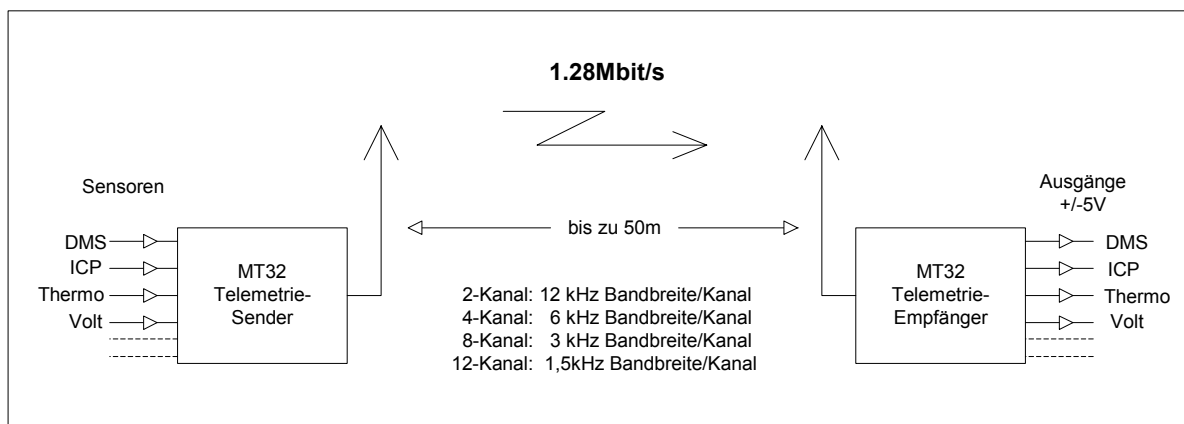 1.28Mbit/s
Sensoren
DMS
ICP
Thermo
Volt
MT32
Telemetrie-
Sender
bis zu 50m
2-Kanal: 12 kHz Bandbreite/Kanal
4-Kanal: 6 kHz Bandbreite/Kanal
8-Kanal: 3 kHz Bandbreite/Kanal
12-Kanal: 1,5kHz Bandbreite/Kanal
MT32
Telemetrie-
Empfänger
Ausgänge
+/-5V
DMS
ICP
Thermo
Volt